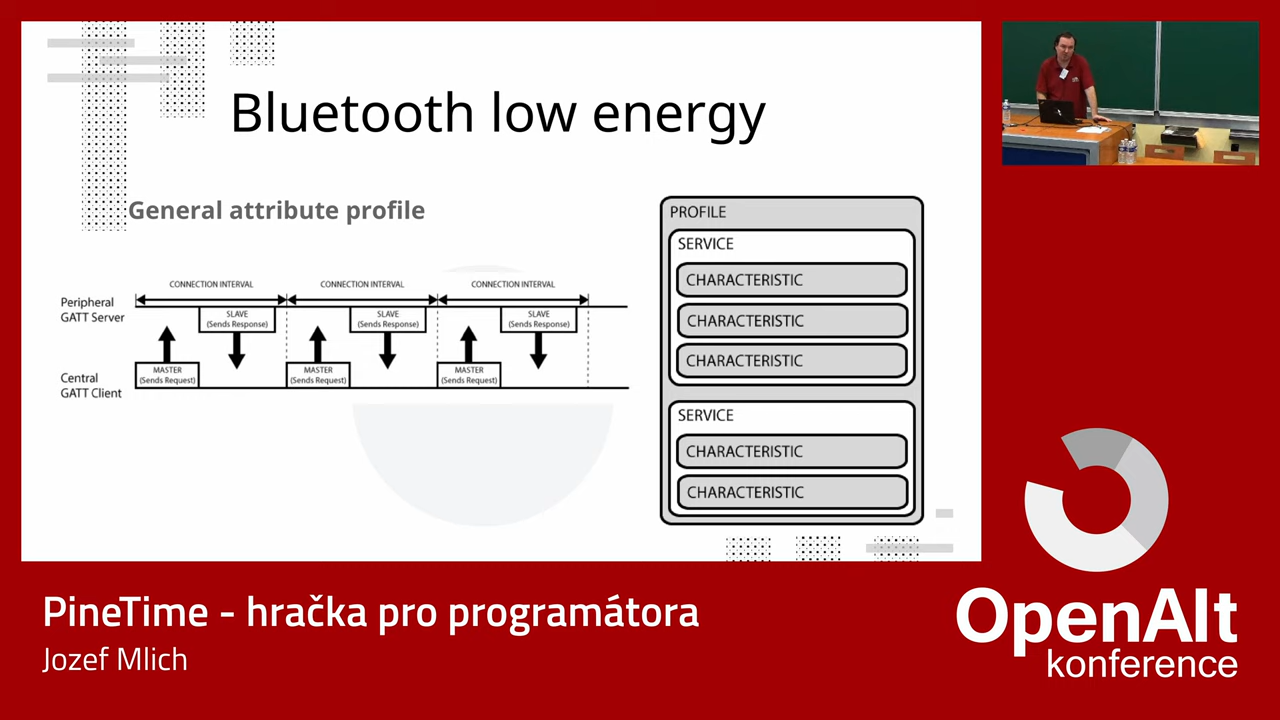 Bluetooth low energy
General attribute profile
CONNECTION INTERVAL
CONNECTION INTERVAL
CONNECTION INTERVAL
Peripheral
GATT Server
SLAVE
(Sends Response)
SLAVE
(Sends Response)
SLAVE
(Sends Response)
MASTER
(Sends Request)
MASTER
(Sends Request)
MASTER
(Sends Request)
Central
GATT Client
PROFILE
SERVICE
CHARACTERISTIC
CHARACTERISTIC
CHARACTERISTIC
SERVICE
CHARACTERISTIC
CHARACTERISTIC
PineTime - hračka pro programátora
Jozef Mlich
OpenAlt
konference